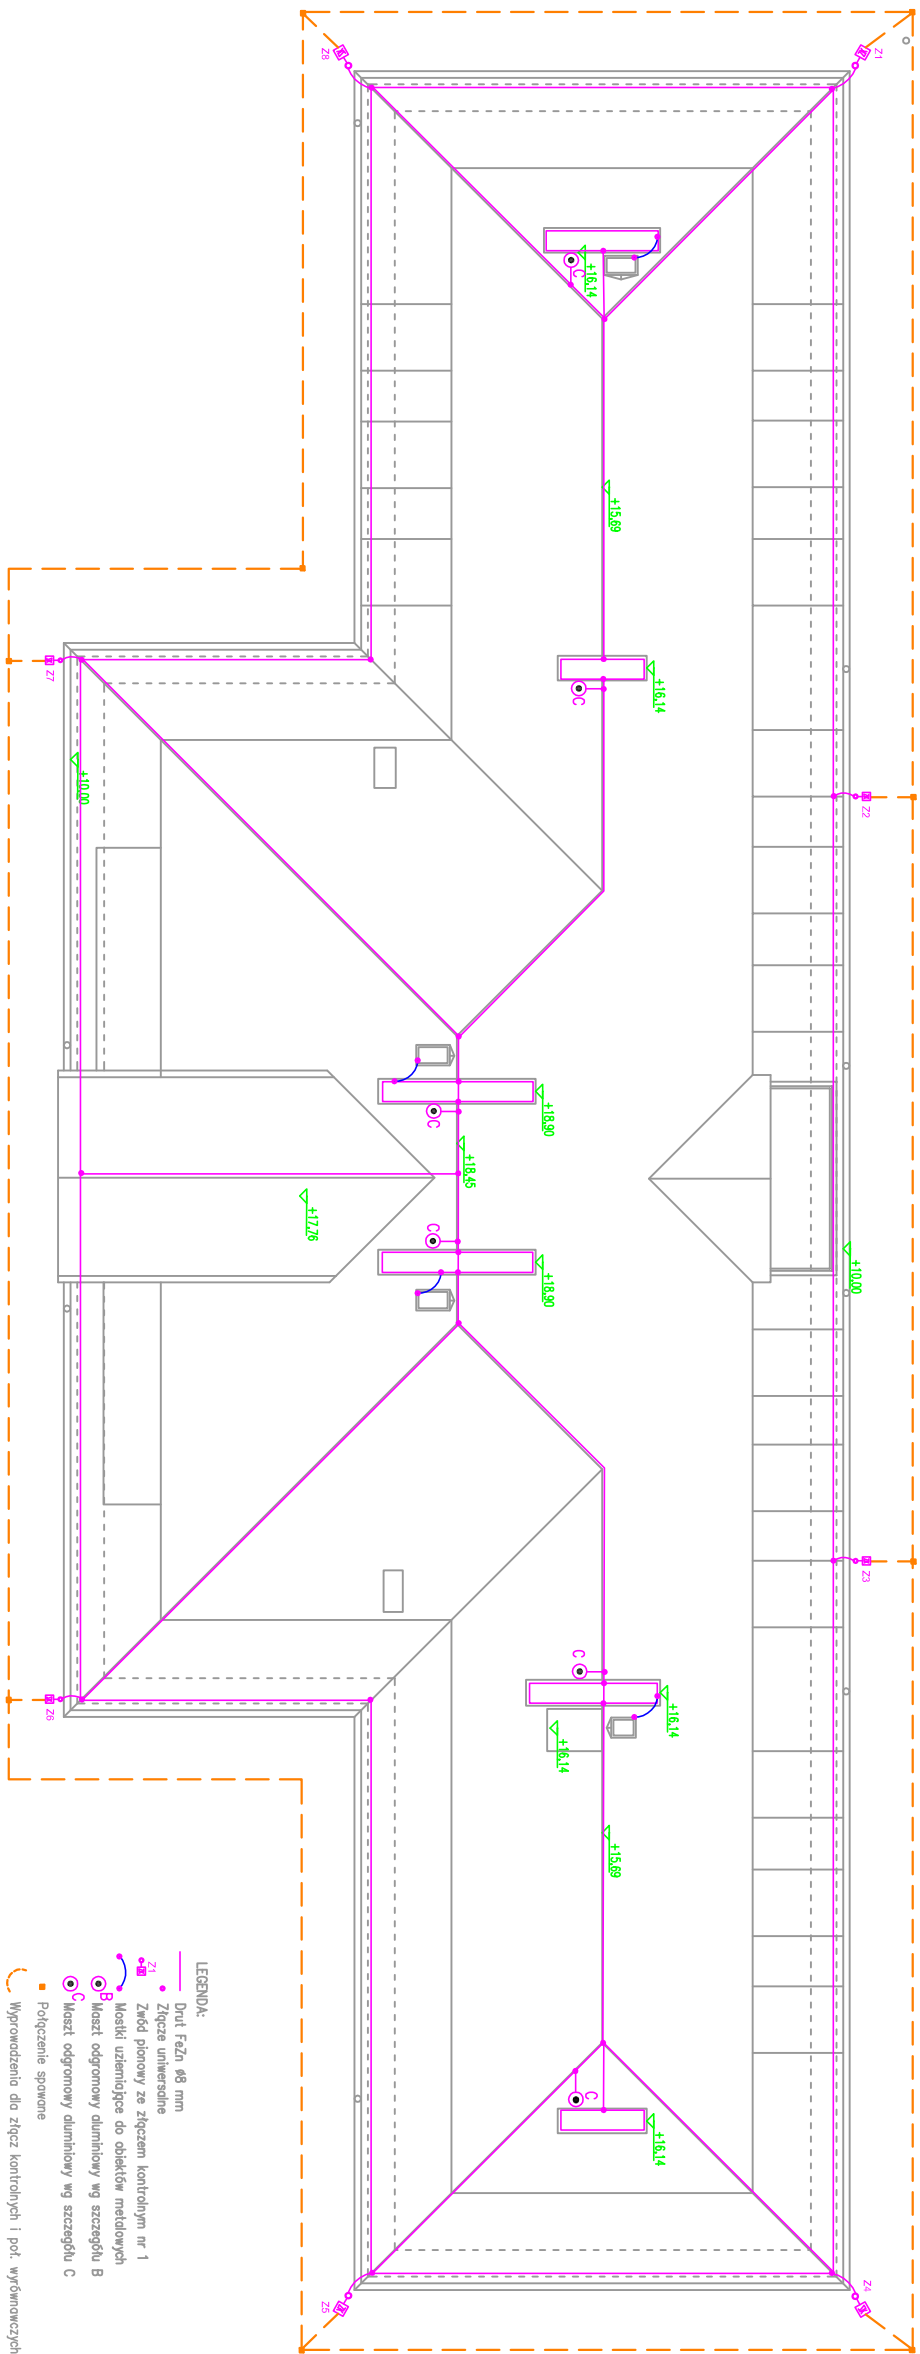 Z8
Z1
C
+16,14
+15,69
+16,14
C
Z7
+10,00
Z2
+18,90
C
+18,45
+17,76
C
+18,90
+10,00
Z3
C
+16,14
+16,14
Z6
+15,69
C
+16,14
Z5
Z4
LEGENDA:
Drut FeZn ø8 mm
Złącze uniwersalne
Z1 Zwód pionowy ze złączem kontrolnym nr 1
Mostki uziemiające do obiektów metalowych
B Maszt odgromowy aluminiowy wg szczegółu B
C Maszt odgromowy aluminiowy wg szczegółu C
Połączenie spawane
Wyprowadzenia dla złącz kontrolnych i poł. wyrównawczych